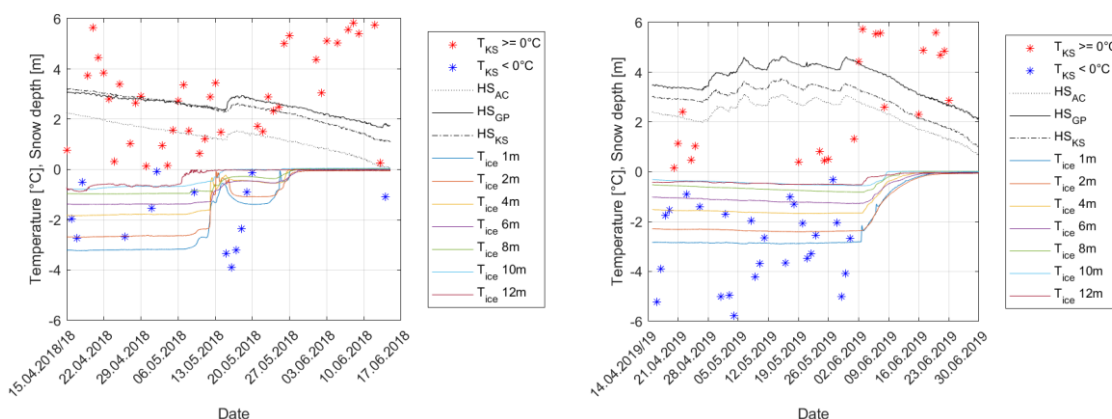 6
4
2
0
-2
-4
-6
Temperature [°C], Snow depth [m]
15.04.2018/18
22.04.2018
29.04.2018
06.05.2018
13.05.2018
20.05.2018
27.05.2018
03.06.2018
10.06.2018
17.06.2018
Date
T_KS >= 0°C
T_KS < 0°C
HS_AC
HS_GP
HS_KS
T_ice 1m
T_ice 2m
T_ice 4m
T_ice 6m
T_ice 8m
T_ice 10m
T_ice 12m
6
4
2
0
-2
-4
-6
Temperature [°C], Snow depth [m]
14.04.2019/19
21.04.2019
28.04.2019
05.05.2019
12.05.2019
19.05.2019
26.05.2019
02.06.2019
09.06.2019
16.06.2019
23.06.2019
30.06.2019
Date
T_KS >= 0°C
T_KS < 0°C
HS_AC
HS_GP
HS_KS
T_ice 1m
T_ice 2m
T_ice 4m
T_ice 6m
T_ice 8m
T_ice 10m
T_ice 12m